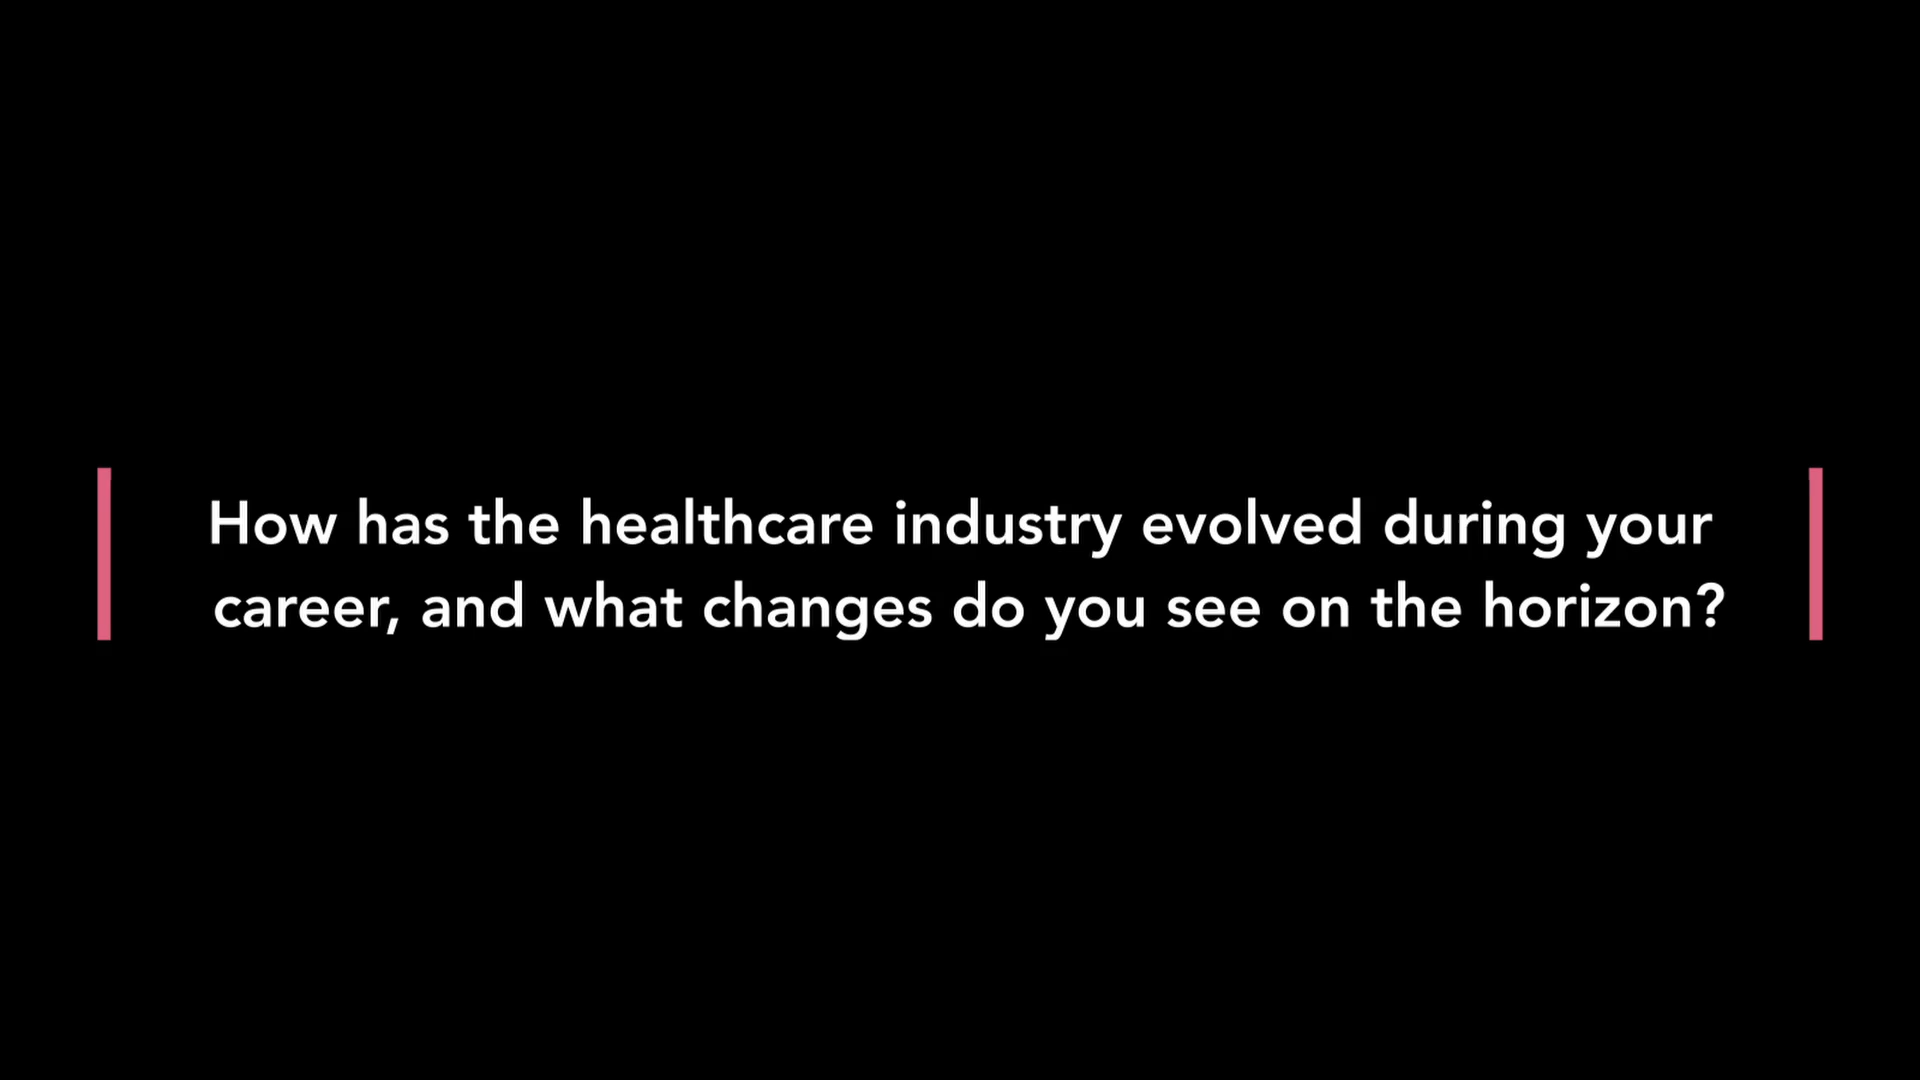 How has the healthcare industry evolved during your
career, and what changes do you see on the horizon?